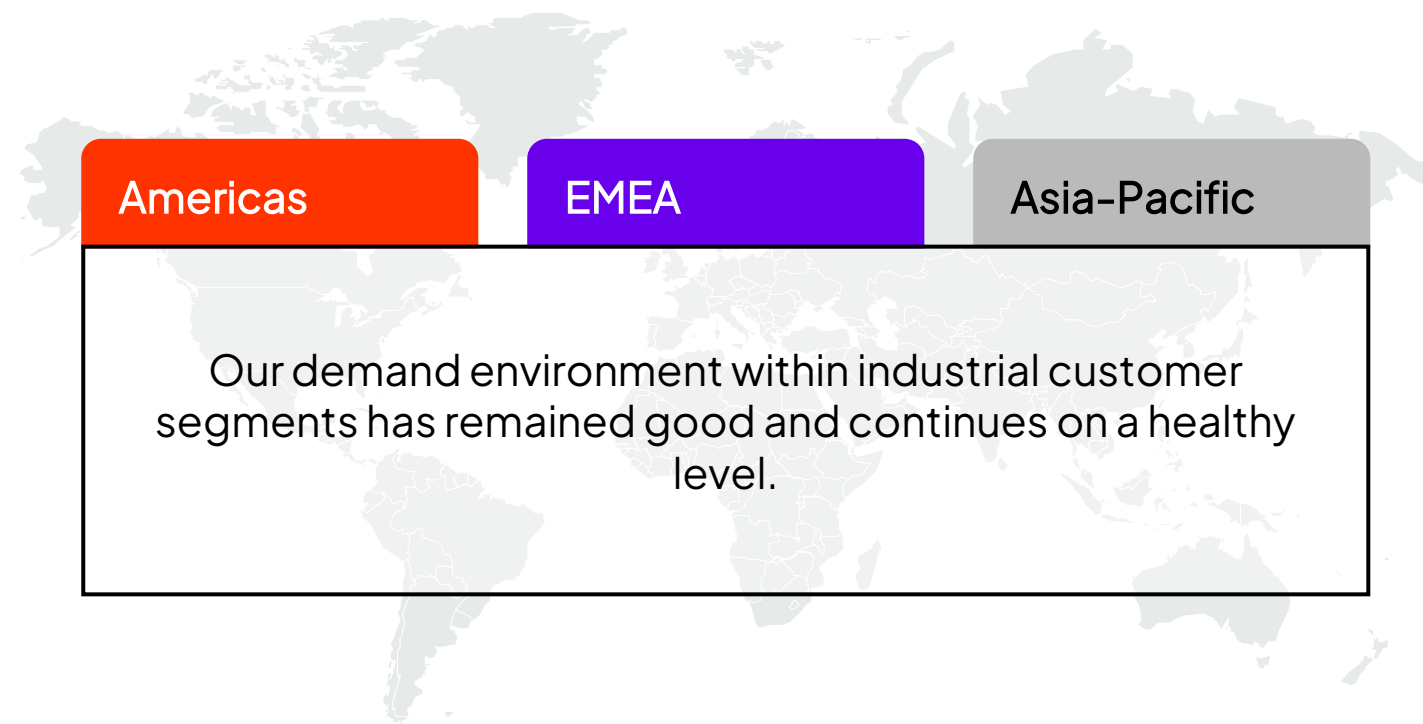 Americas
EMEA
Asia-Pacific
Our demand environment within industrial customer
segments has remained good and continues on a healthy
level.